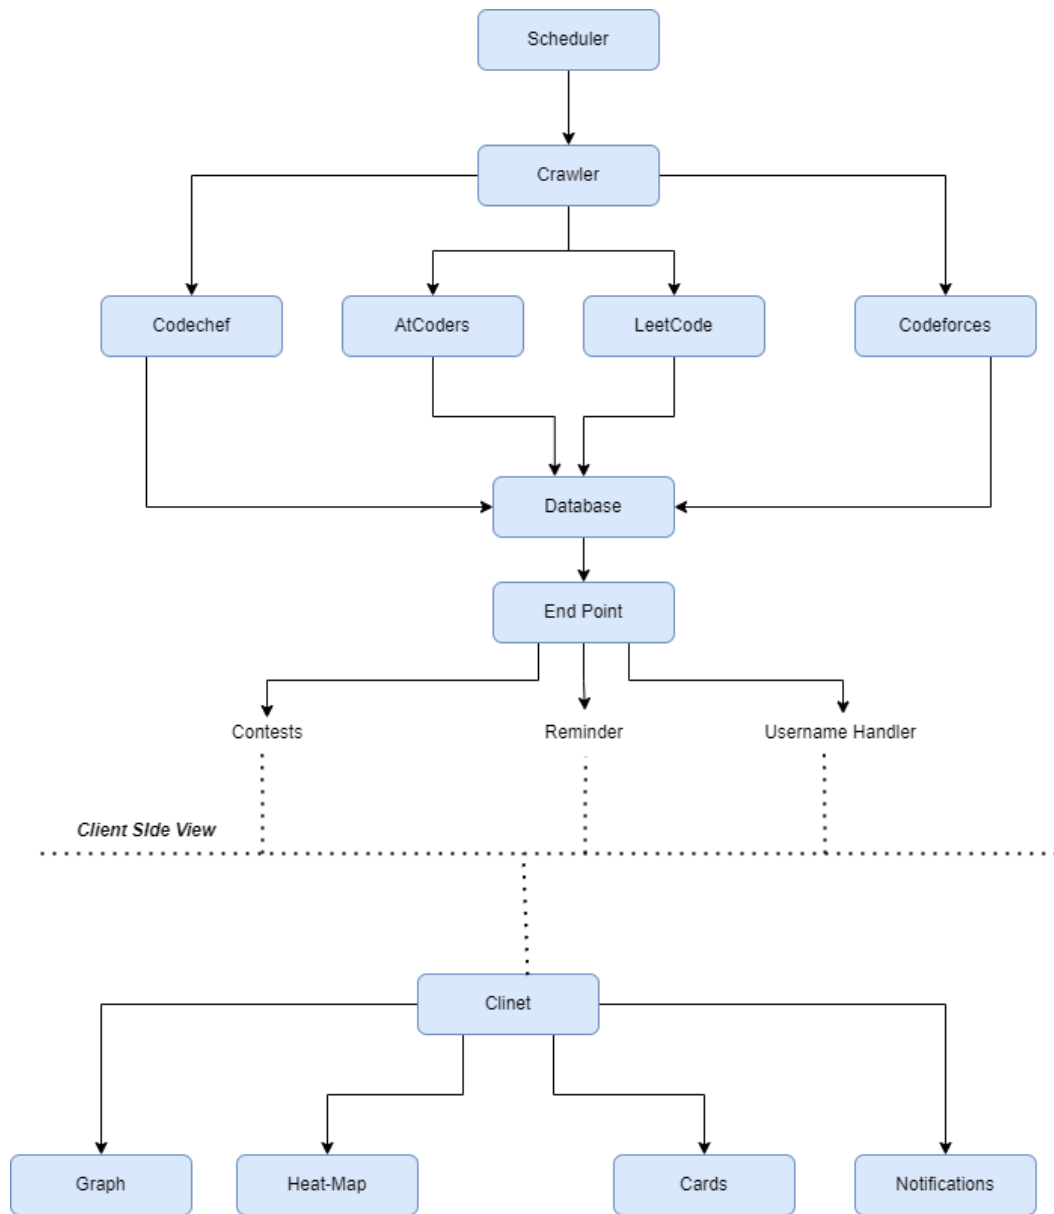 Scheduler
Crawler
Codechef
AtCoders
LeetCode
Codeforces
Database
End Point
Contests
Reminder
Username Handler
Client SIde View
Clinet
Graph
Heat-Map
Cards
Notifications